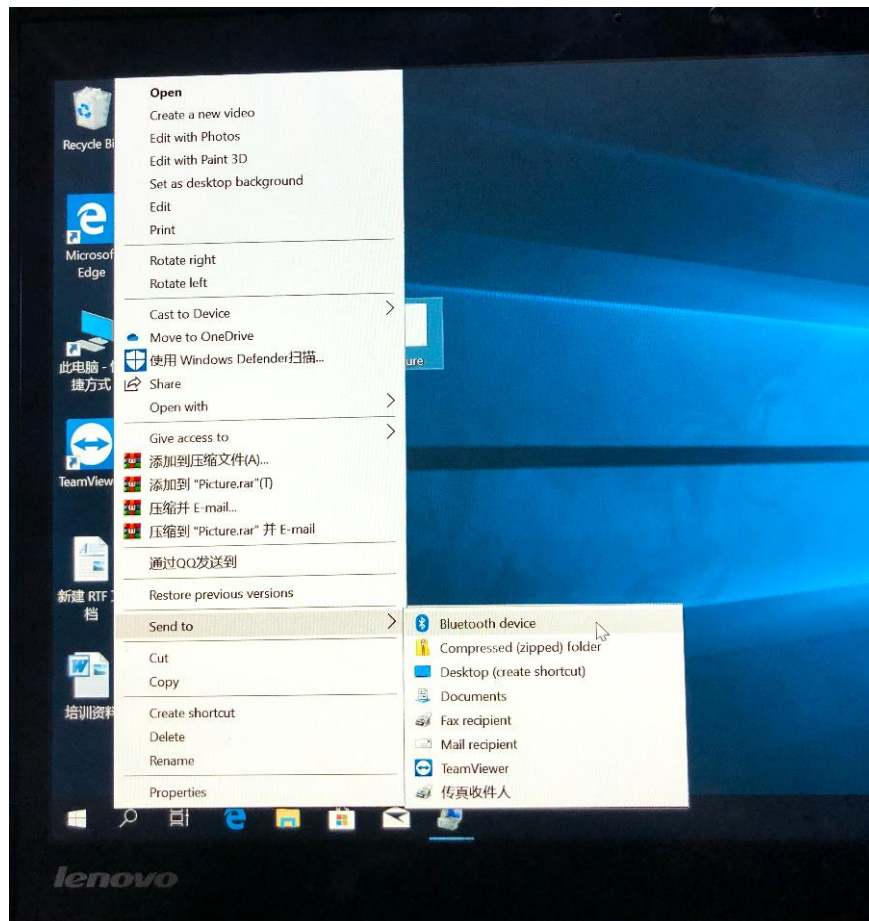 Recycle Bi
Microsof
Edge
此电脑 -
捷方式
TeamView
新建 RTF
档
培训资料
Open
Create a new video
Edit with Photos
Edit with Paint 3D
Set as desktop background
Edit
Print
Rotate right
Rotate left
Cast to Device
Move to OneDrive
使用 Windows Defender扫描...
Share
Open with
Give access to
添加到压缩文件(A)...
添加到 "Picture.rar"(T)
压缩并 E-mail...
压缩到 "Picture.rar" 并 E-mail
通过QQ发送到
Restore previous versions
Send to
Cut
Copy
Create shortcut
Delete
Rename
Properties
ure
Bluetooth device
Compressed (zipped) folder
Desktop (create shortcut)
Documents
Fax recipient
Mail recipient
TeamViewer
传真收件人
lenovo